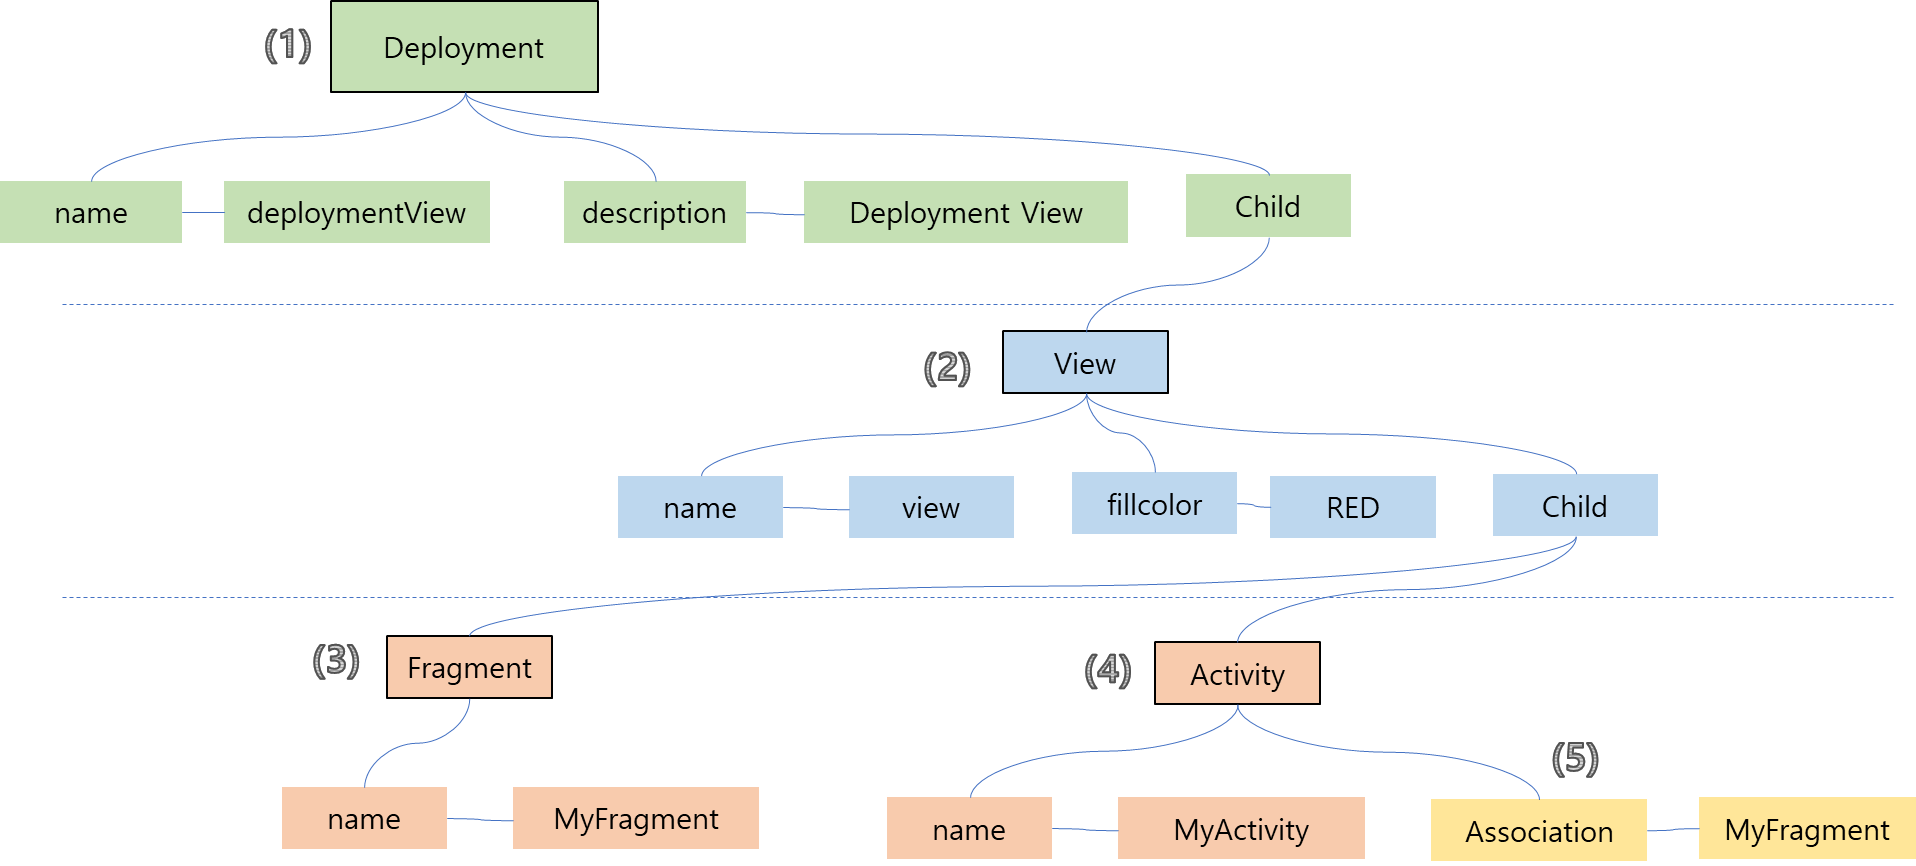 (1)
Deployment
name
deploymentView
description
Deployment View
Child
(2)
View
name
view
fillcolor
RED
Child
(3)
Fragment
(4)
Activity
(5)
name
MyFragment
name
MyActivity
Association
MyFragment